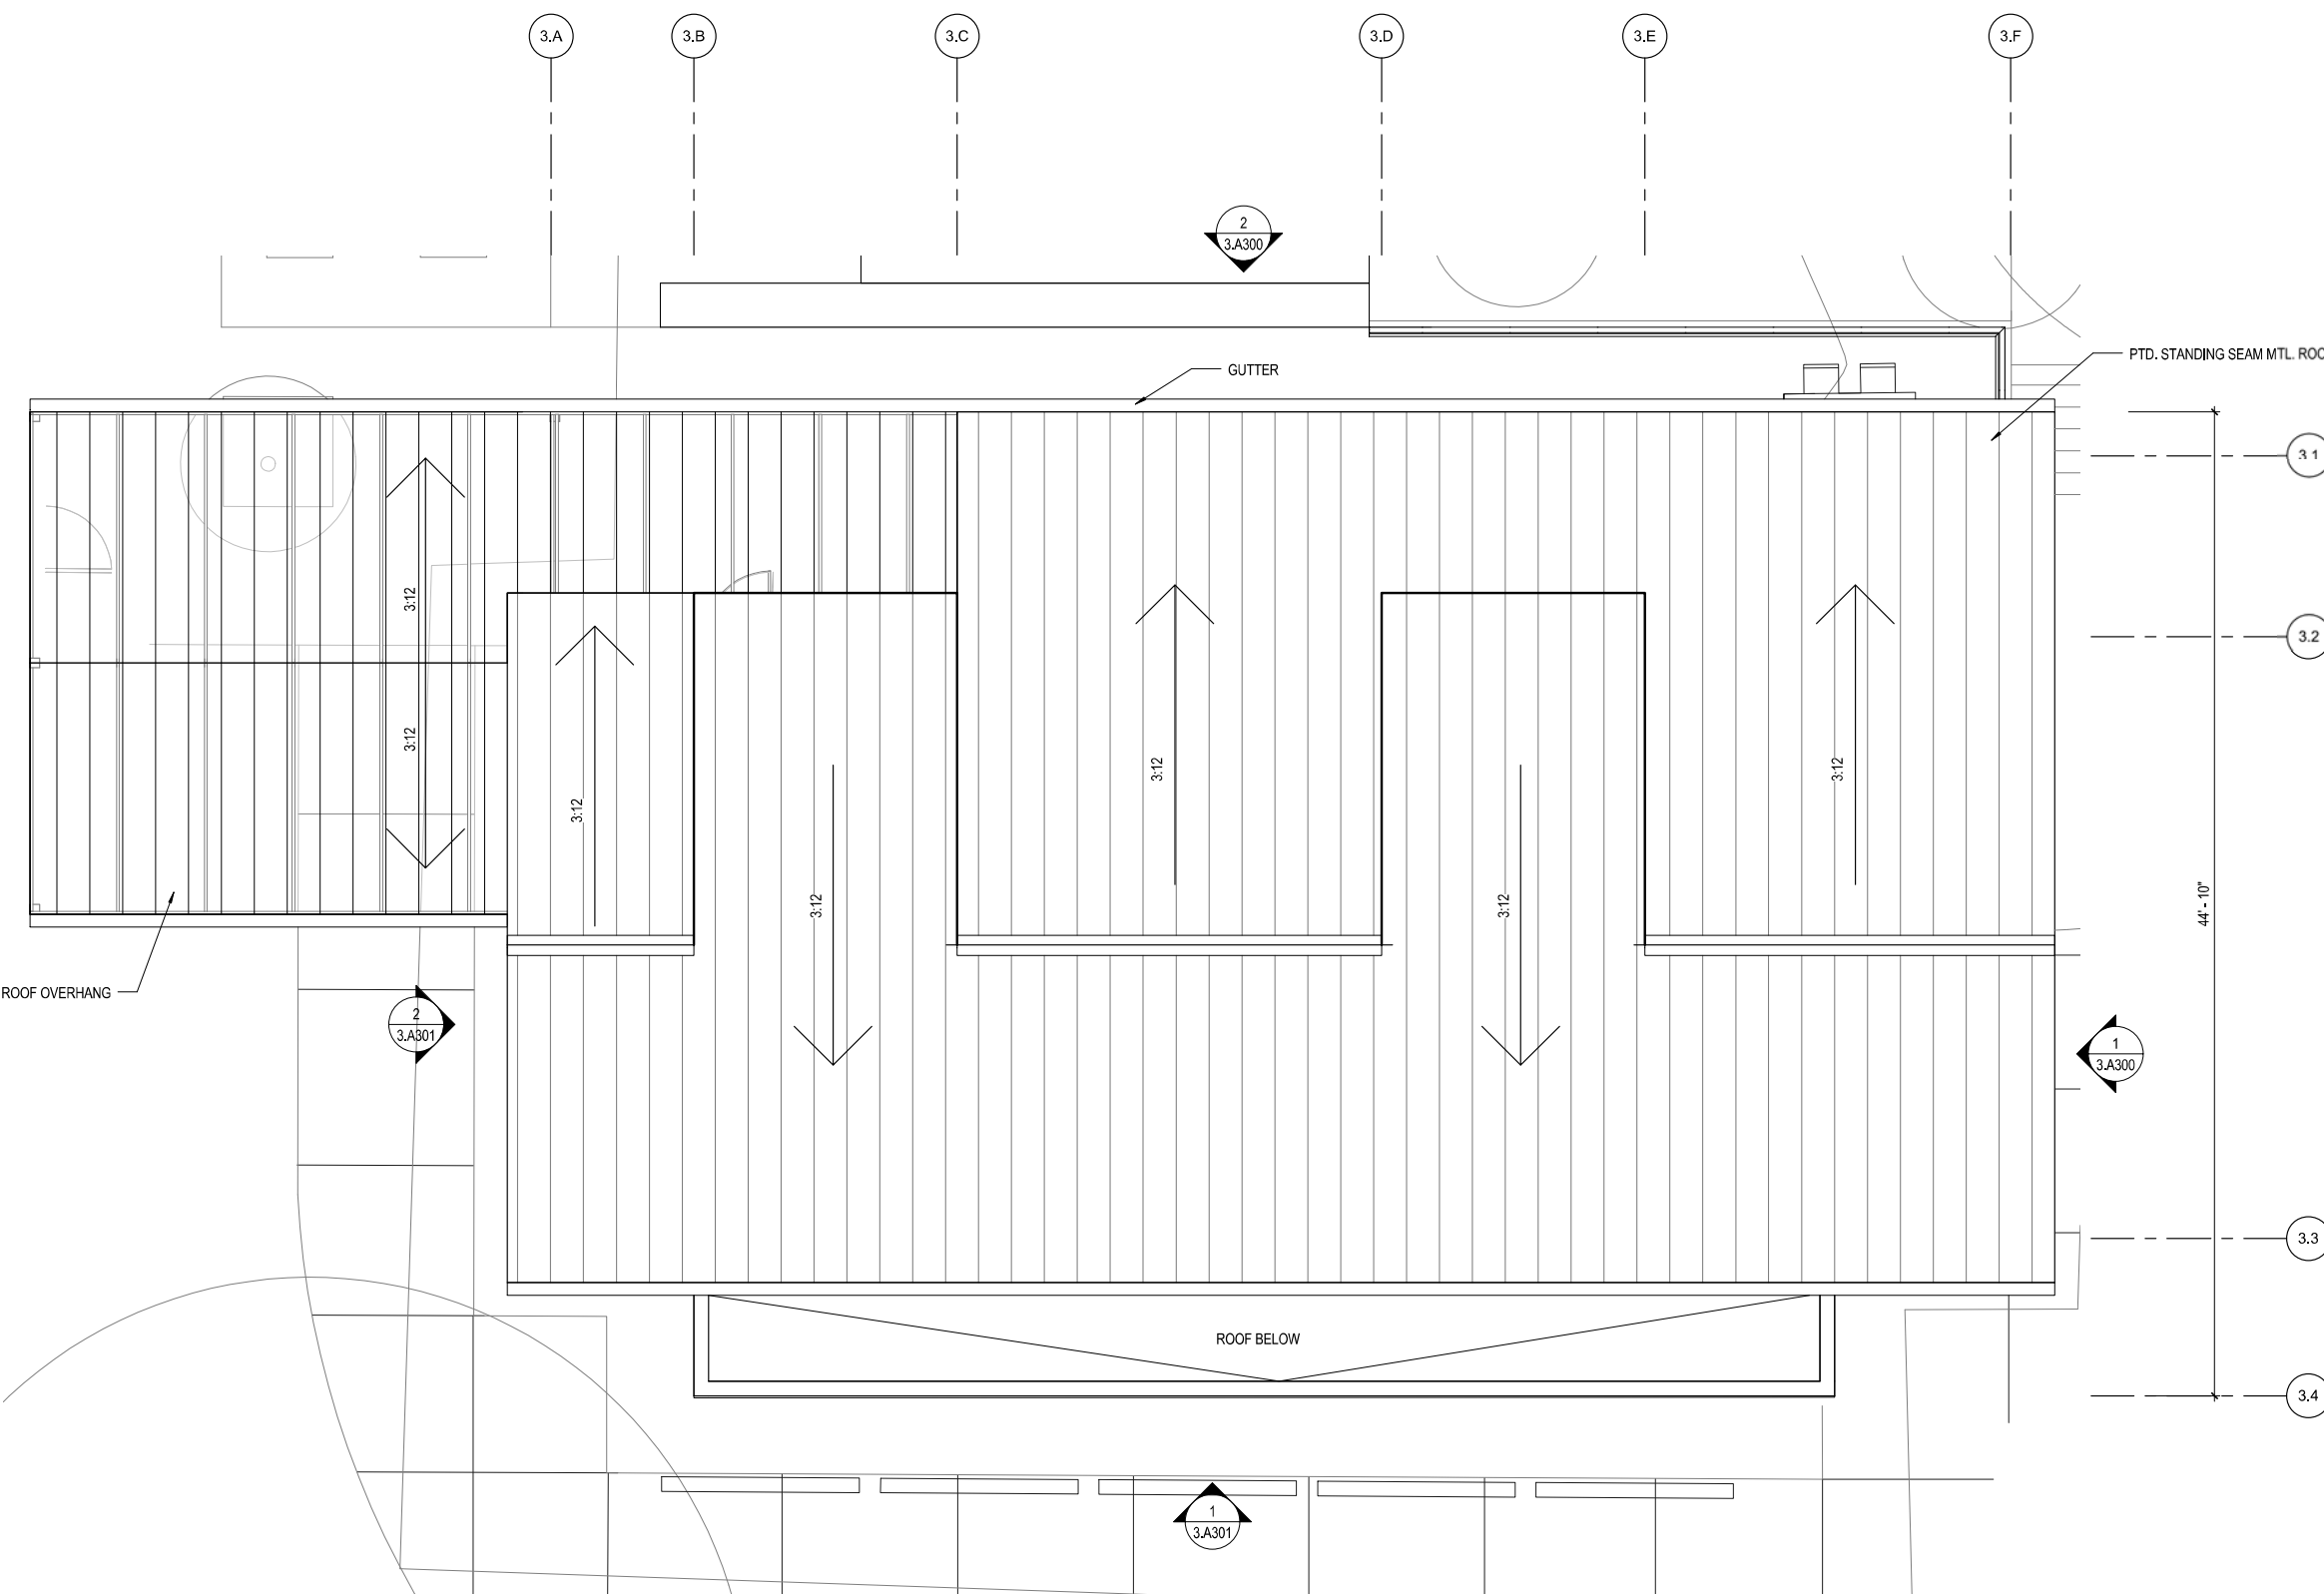 3.A
3.B
3.C
3.D
3.E
3.F
2
3.A300
GUTTER
PTD. STANDING SEAM MTL.
3.1
3:12
3.2
3:12
3:12
3:12
3:12
3:12
3:12
44' - 10"
ROOF OVERHANG
2
3.A301
1
3.A300
3.3
ROOF BELOW
3.4
1
3.A301